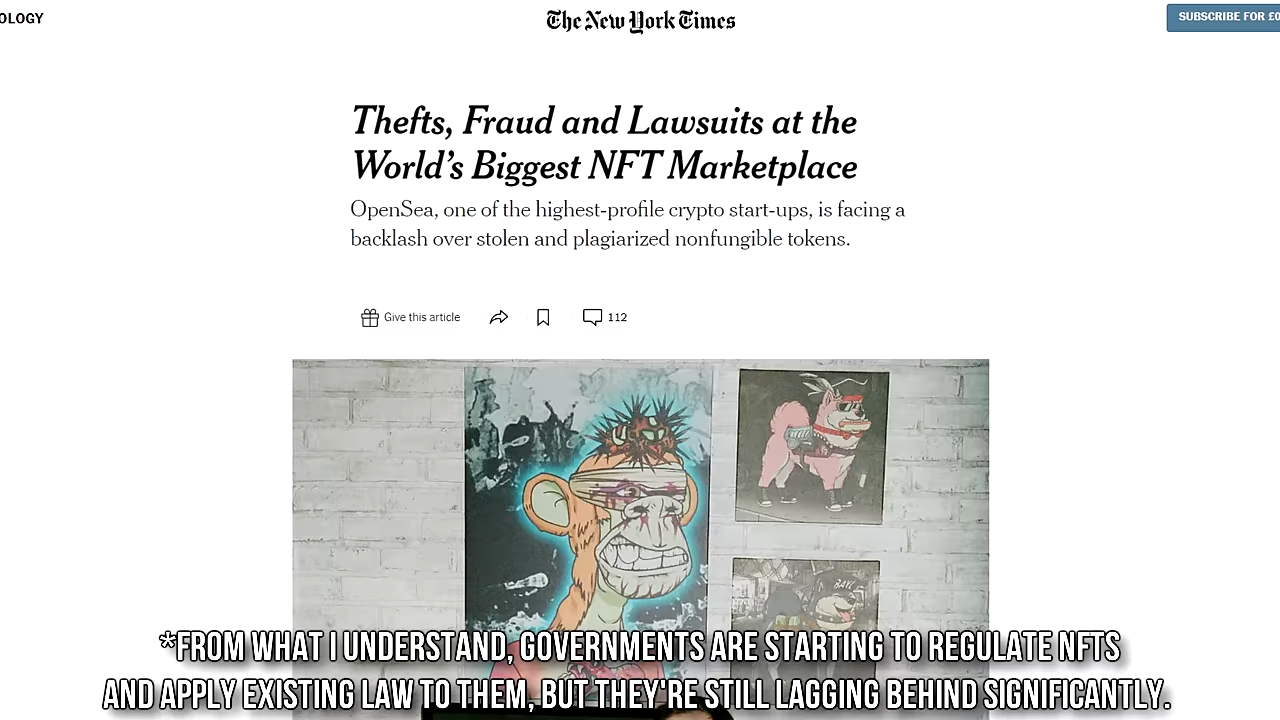 OLOGY
The New York Times
SUBSCRIBE FOR £0
Thefts, Fraud and Lawsuits at the
World's Biggest NFT Marketplace
OpenSea, one of the highest-profile crypto start-ups, is facing a
backlash over stolen and plagiarized nonfungible tokens.
Give this article
112
BAYC
*FROM WHAT I UNDERSTAND, GOVERNMENTS ARE STARTING TO REGULATE NFTS
AND APPLY EXISTING LAW TO THEM, BUT THEY'RE STILL LAGGING BEHIND SIGNIFICANTLY.